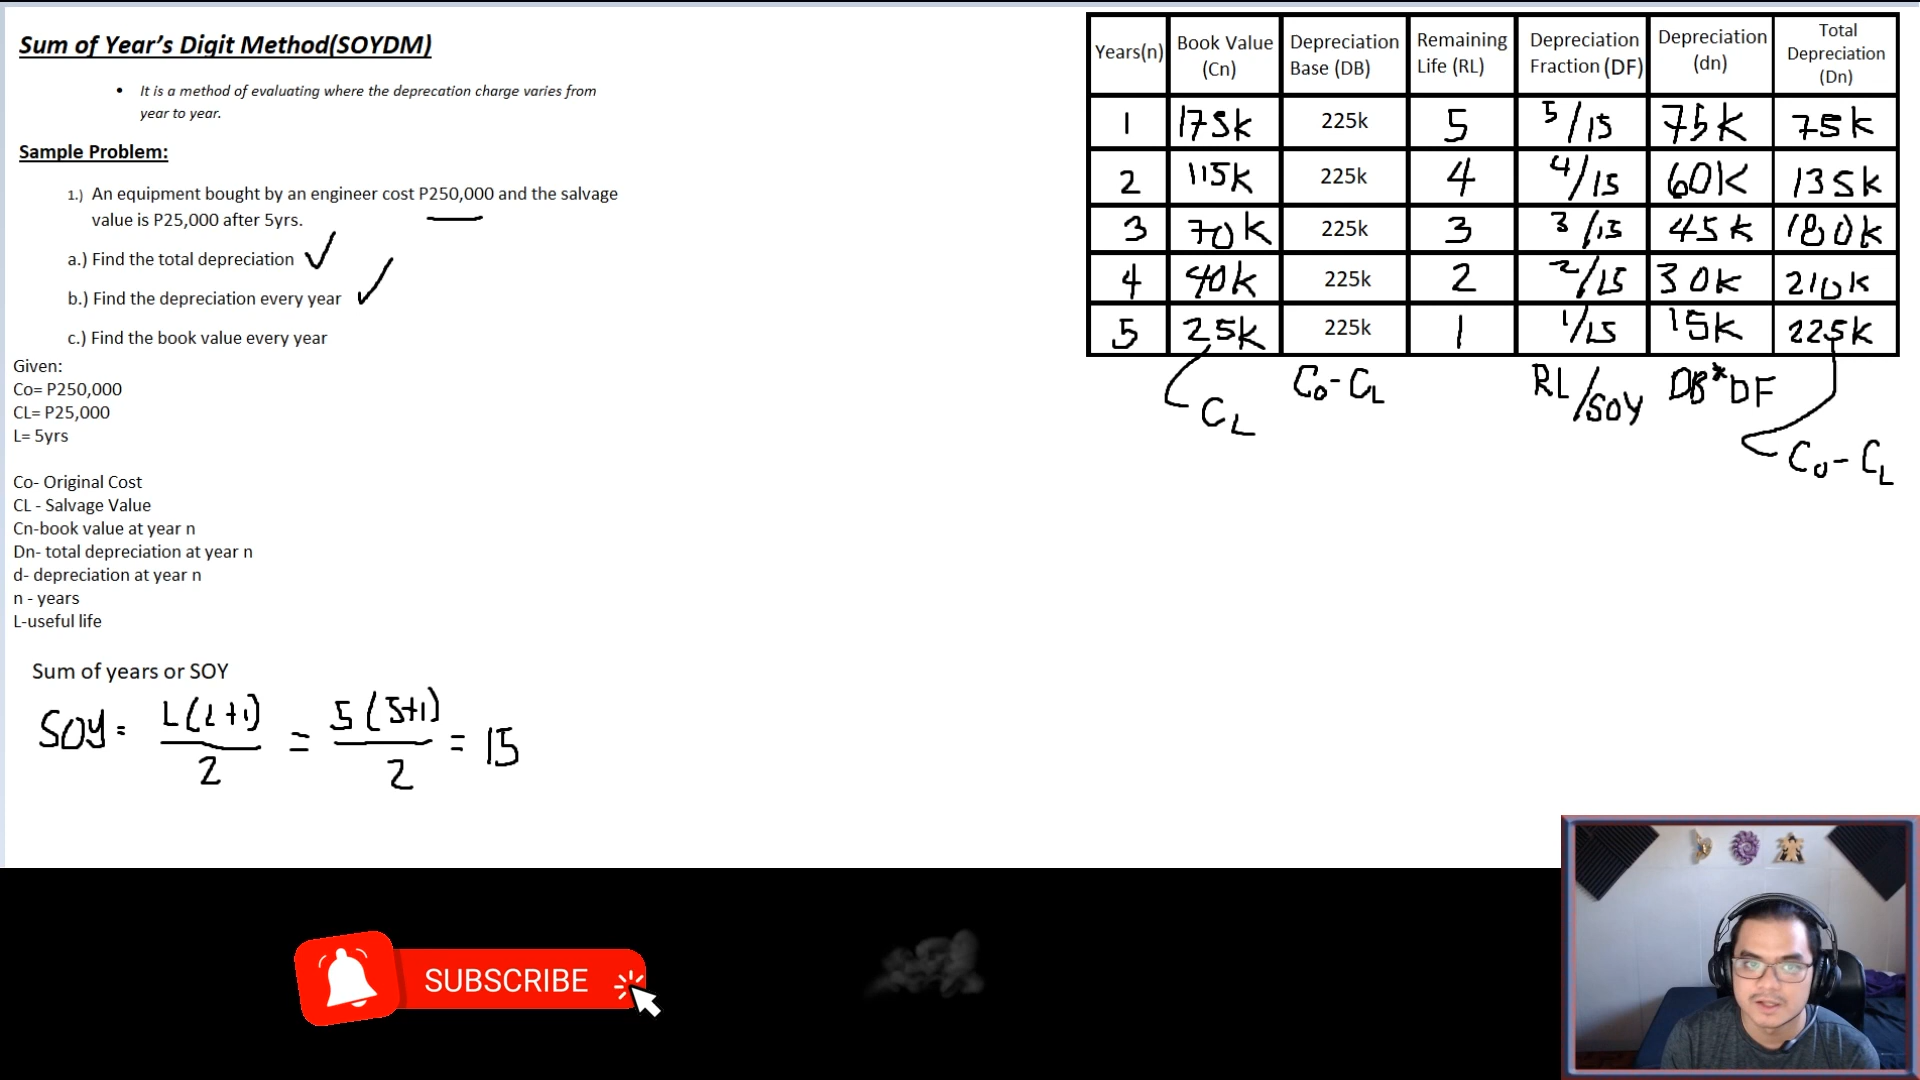 Sum of Year’s Digit Method(SOYDM)
• It is a method of evaluating where the deprecation charge varies from
year to year.
Sample Problem:
1.) An equipment bought by an engineer cost P250,000 and the salvage
value is P25,000 after 5yrs.
a.) Find the total depreciation
b.) Find the depreciation every year
c.) Find the book value every year
Given:
Co= P250,000
CL= P25,000
L= 5yrs
Co- Original Cost
CL - Salvage Value
Cn-book value at year n
Dn- total depreciation at year n
d- depreciation at year n
n - years
L-useful life
Sum of years or SOY
SOY = L(L+1)/2 = 5(5+1)/2 = 15
Years(n) Book Value (Cn) Depreciation Base (DB) Remaining Life (RL) Depreciation Fraction (DF) Depreciation (dn) Total Depreciation (Dn)
1 175k 225k 5 5/15 75k 75k
2 115k 225k 4 4/15 60k 135k
3 70k 225k 3 3/15 45k 180k
4 40k 225k 2 2/15 30k 210k
5 25k 225k 1 1/15 15k 225k
CL Co-CL RL/SOY DB*DF
Co-CL
SUBSCRIBE